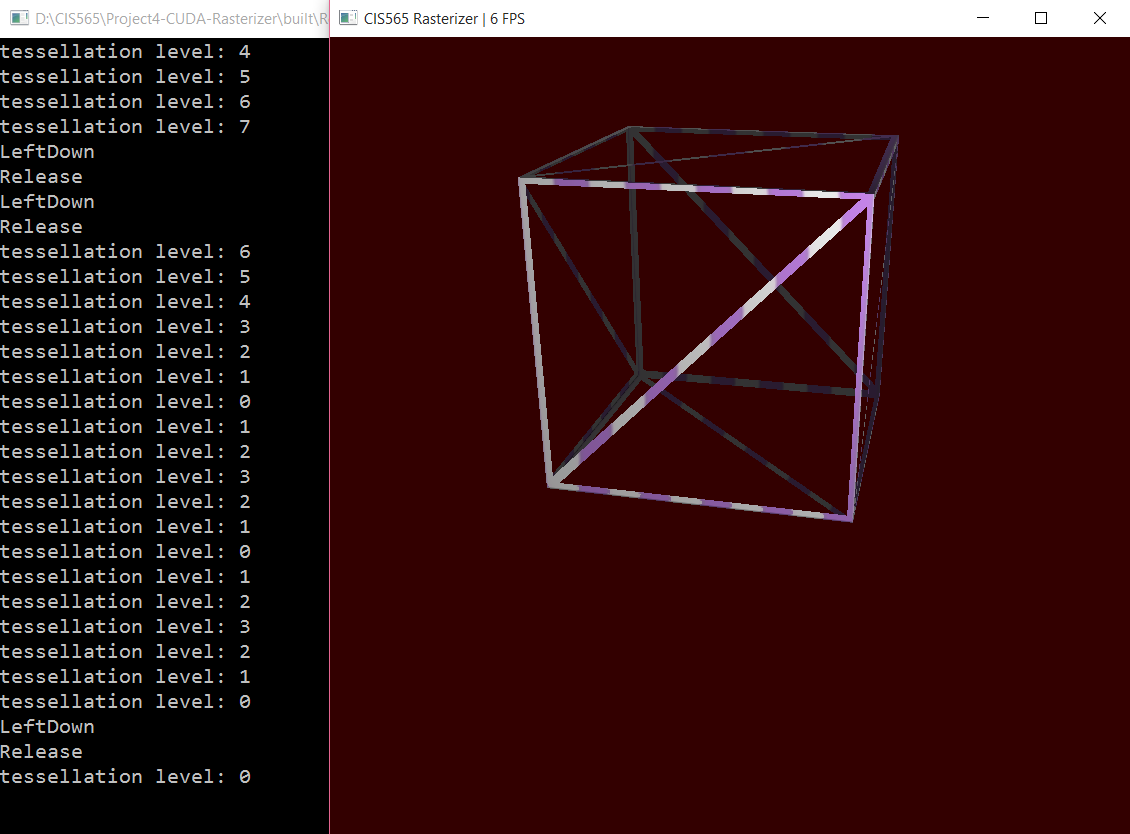 D:\CIS565\Project4-CUDA-Rasterizer\built\R
CIS565 Rasterizer | 6 FPS
tessellation level: 4
tessellation level: 5
tessellation level: 6
tessellation level: 7
LeftDown
Release
LeftDown
Release
tessellation level: 6
tessellation level: 5
tessellation level: 4
tessellation level: 3
tessellation level: 2
tessellation level: 1
tessellation level: 0
tessellation level: 1
tessellation level: 2
tessellation level: 3
tessellation level: 2
tessellation level: 1
tessellation level: 0
tessellation level: 1
tessellation level: 2
tessellation level: 3
tessellation level: 2
tessellation level: 1
tessellation level: 0
LeftDown
Release
tessellation level: 0